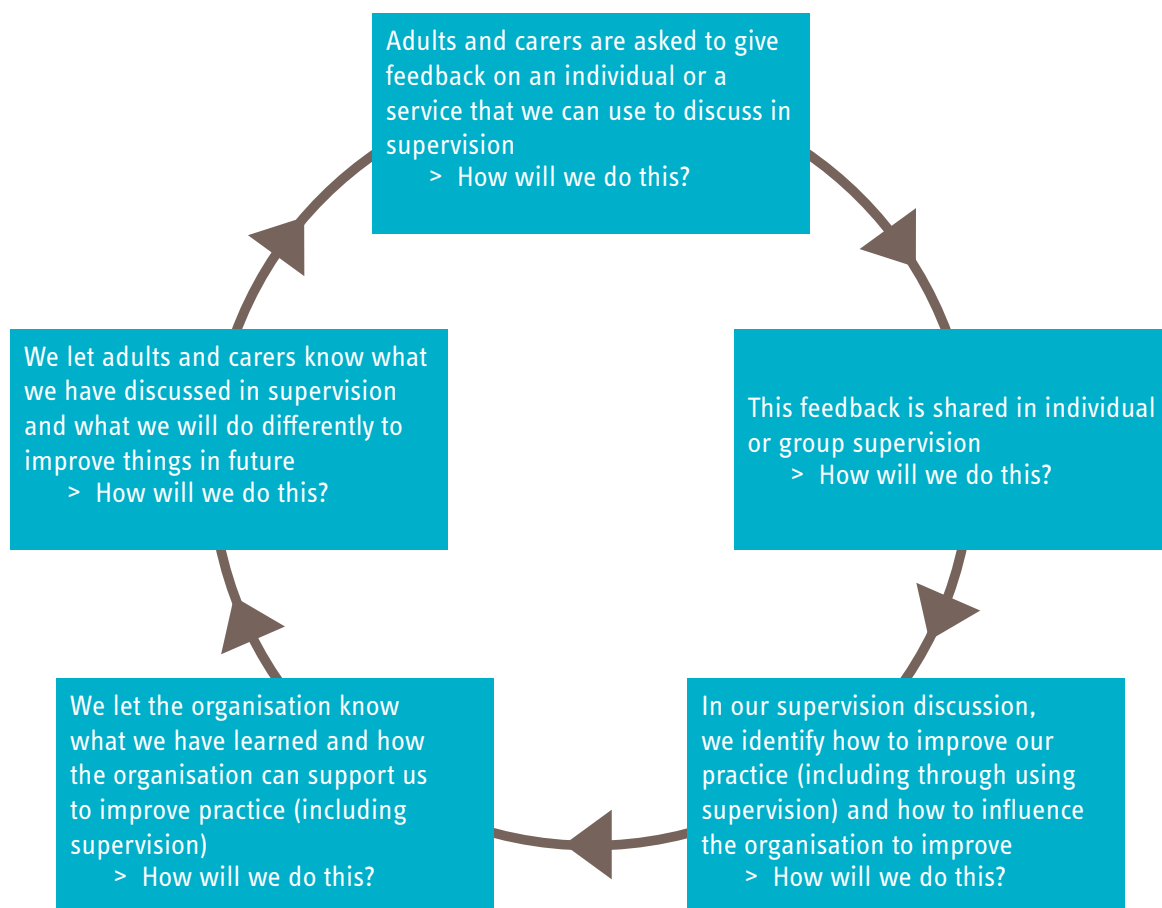 Adults and carers are asked to give
feedback on an individual or a
service that we can use to discuss in
supervision
> How will we do this?
This feedback is shared in individual
or group supervision
> How will we do this?
In our supervision discussion,
we identify how to improve our
practice (including through using
supervision) and how to influence
the organisation to improve
> How will we do this?
We let the organisation know
what we have learned and how
the organisation can support us
to improve practice (including
supervision)
> How will we do this?
We let adults and carers know what
we have discussed in supervision
and what we will do differently to
improve things in future
> How will we do this?